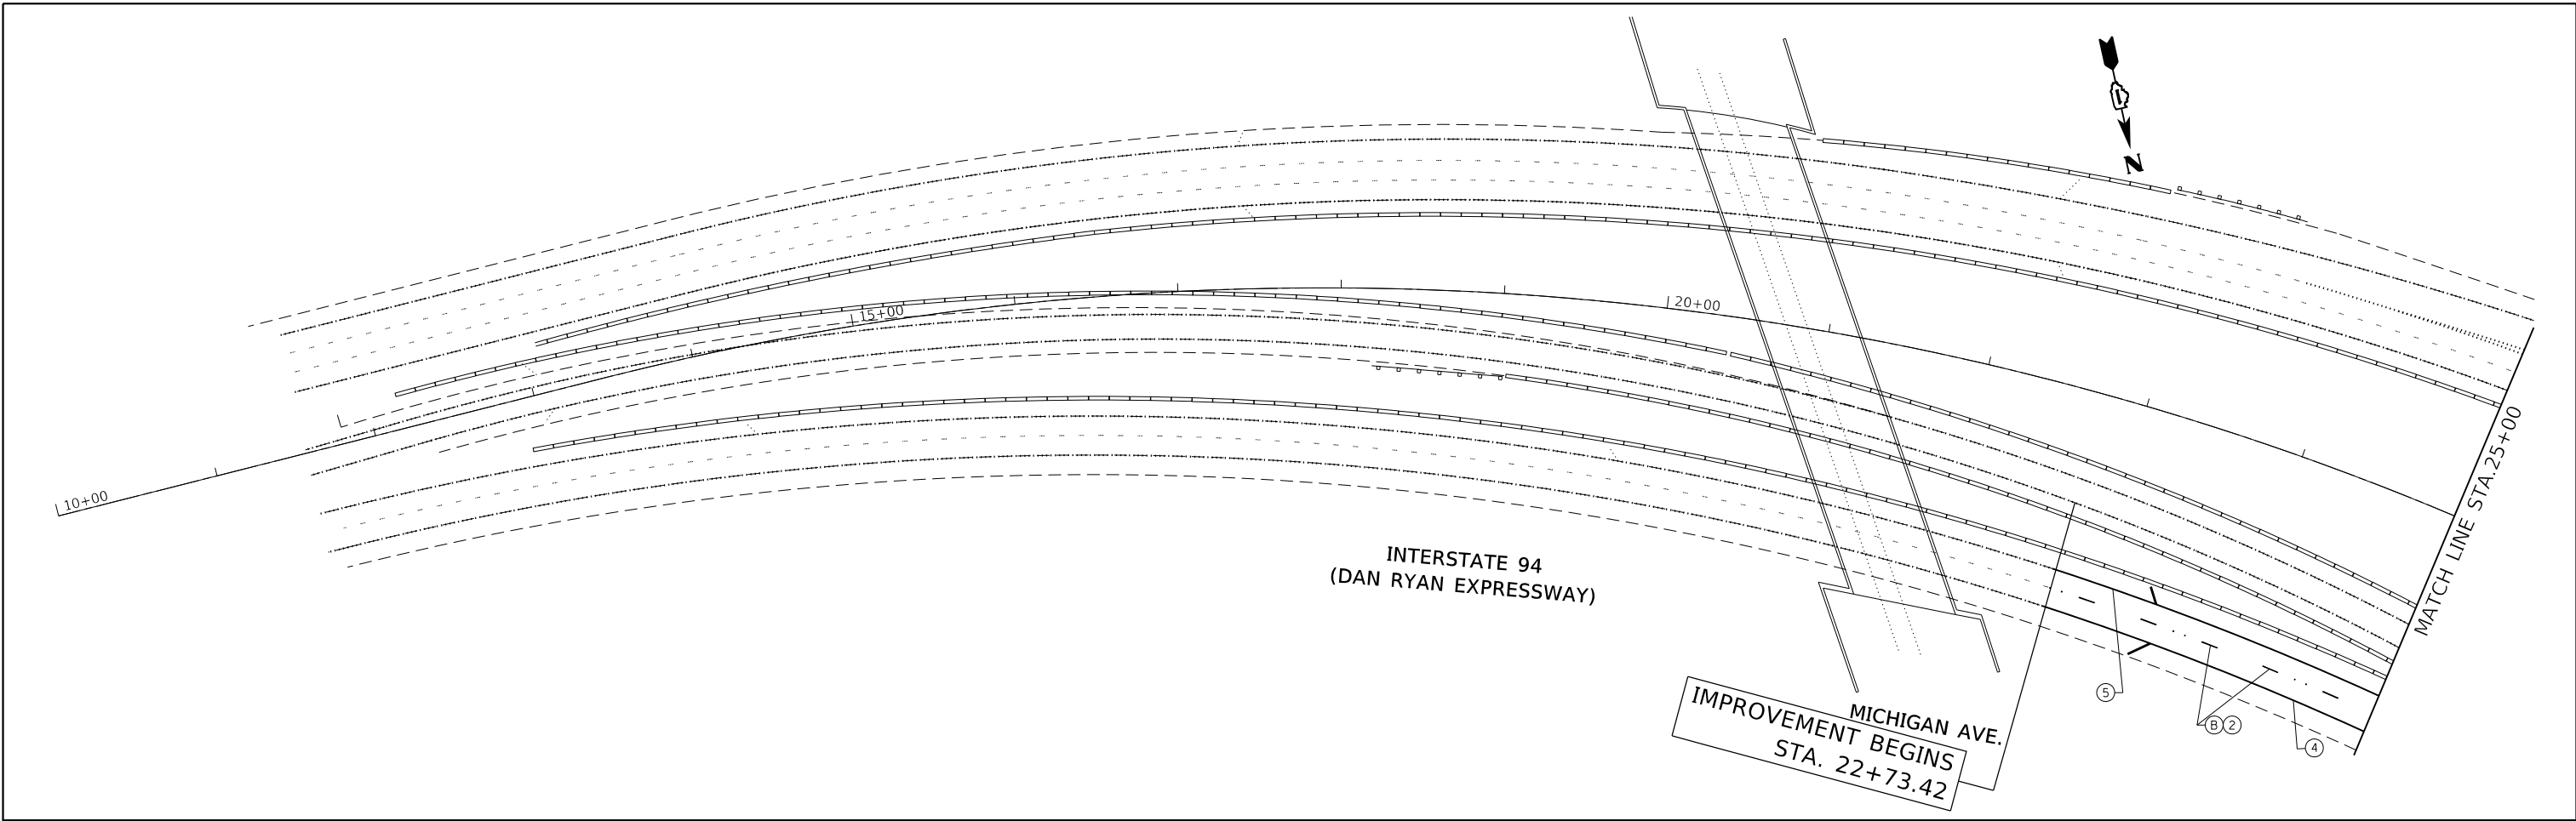 N
20+00
15+00
10+00
MATCH LINE STA.25+00
INTERSTATE 94
(DAN RYAN EXPRESSWAY)
MICHIGAN AVE.
IMPROVEMENT BEGINS
STA. 22+73.42
5
B 2
4